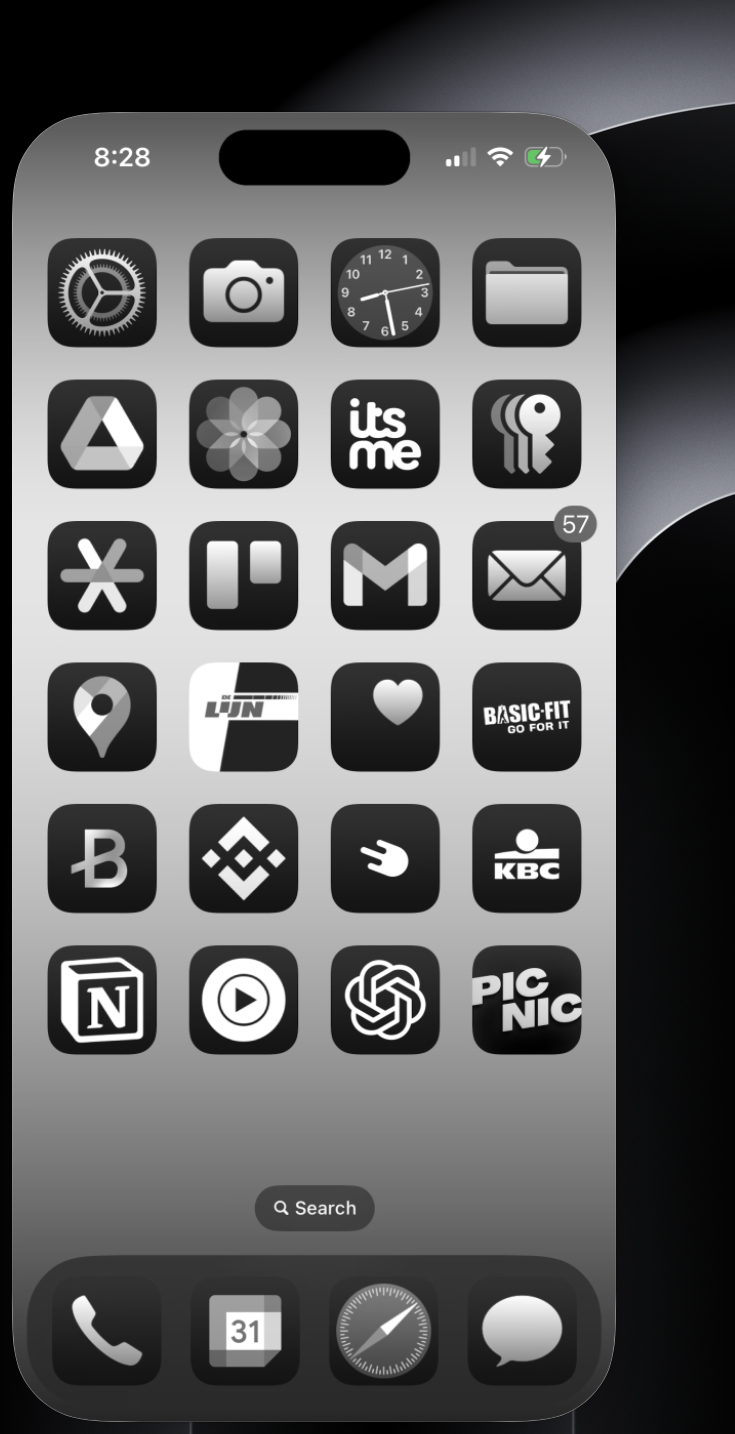 8:28
12
11 1
10 2
9 3
8 4
7 5
6
its
me
57
DE
LIJN
BASIC-FIT
GO FOR IT
B
KBC
N
PIC
NIC
Search
31